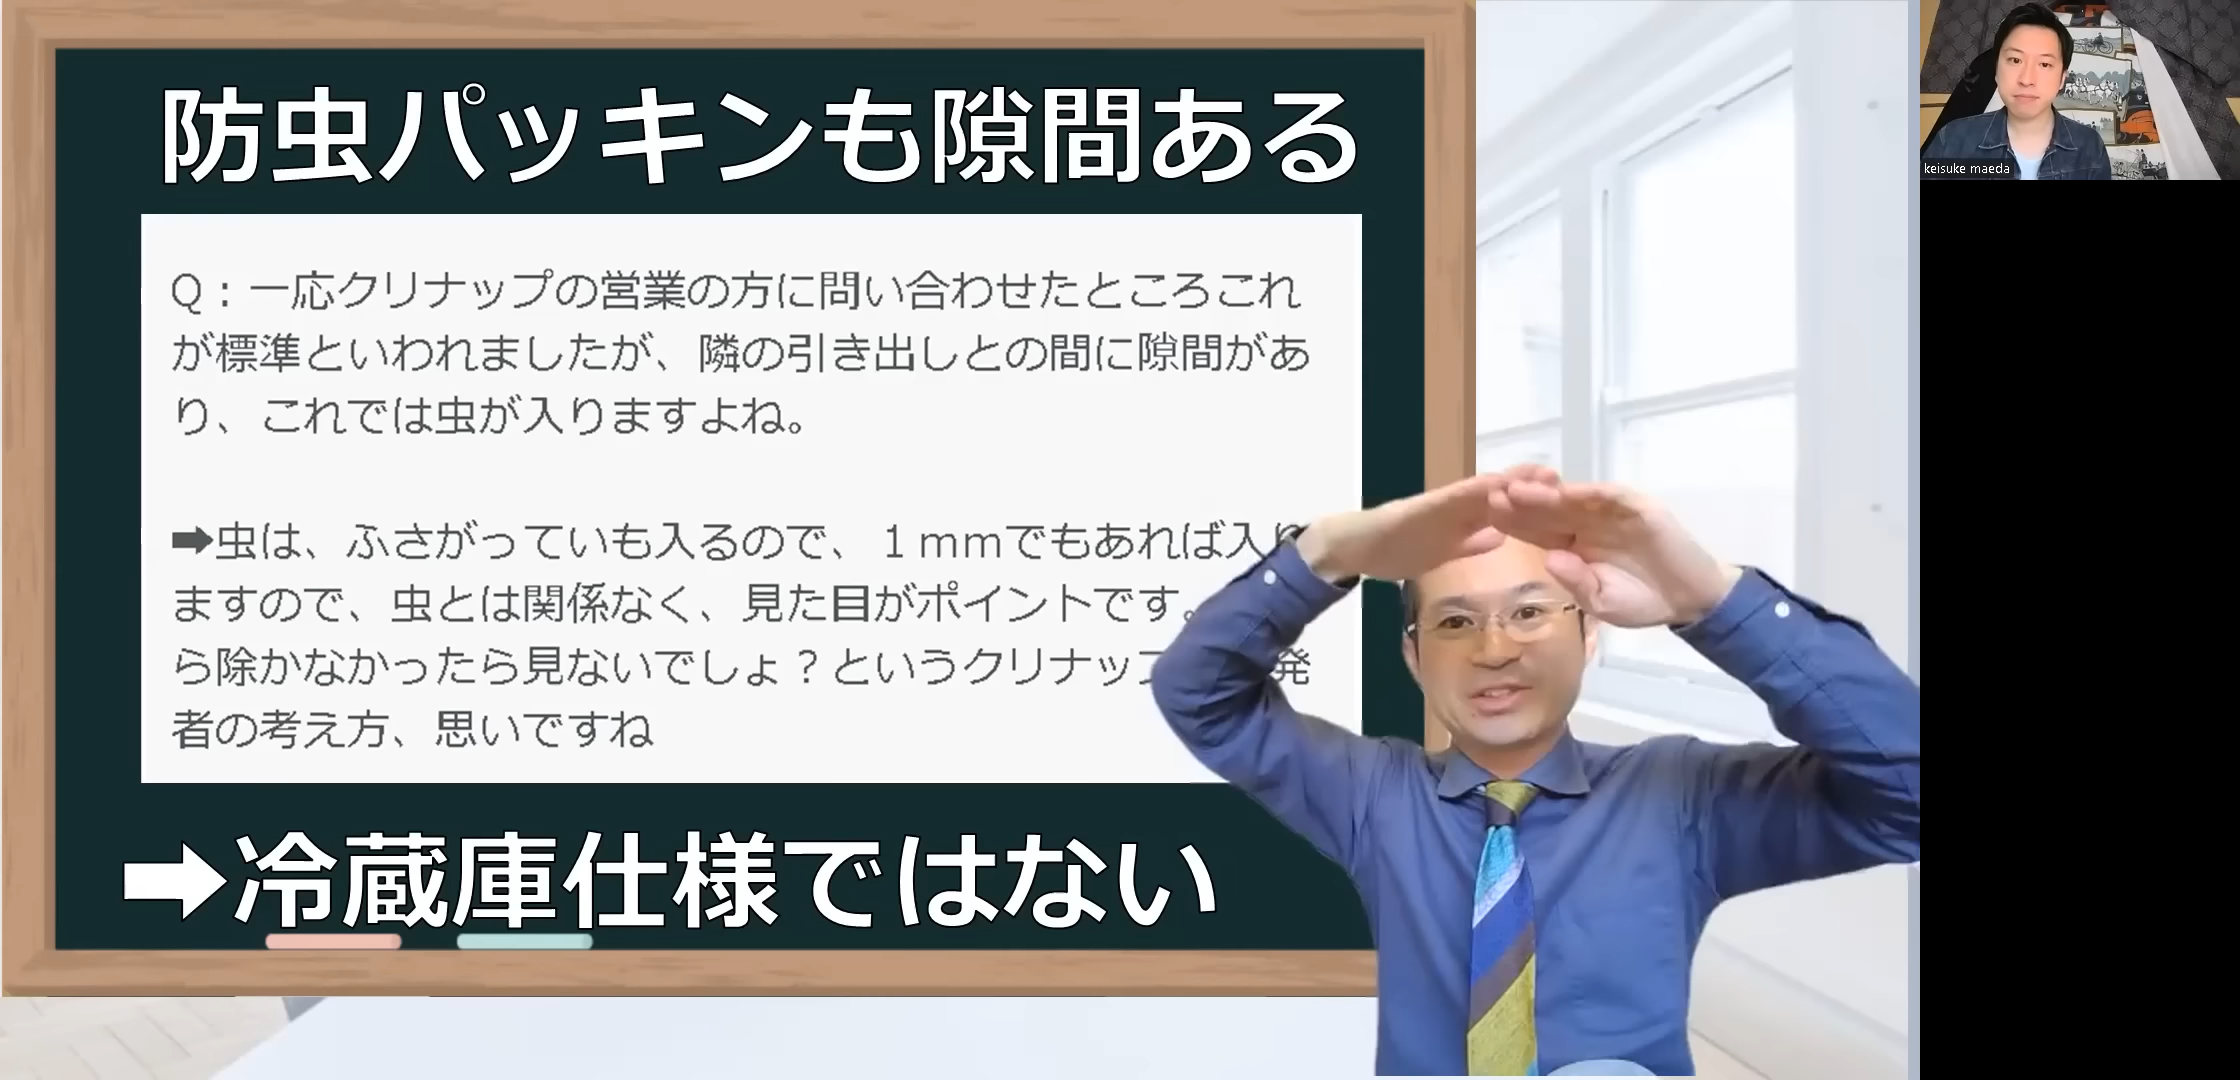 防虫パッキンも隙間ある
Q：一応クリナップの営業の方に問い合わせたところこれ
が標準といわれましたが、隣の引き出しとの間に隙間があ
り、これでは虫が入りますよね。
➡虫は、ふさがっていも入るので、１mmでもあれば入り
ますので、虫とは関係なく、見た目がポイントです。
ら除かなかったら見ないでしょ？というクリナップ
発
者の考え方、思いですね
➡冷蔵庫仕様ではない
keisuke maeda